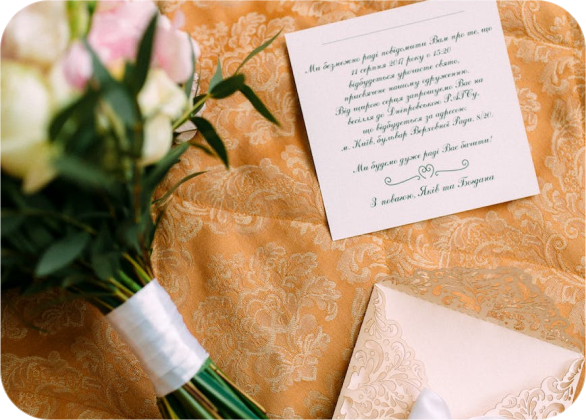 Ми безмежно раді повідомити Вам про те, що
11 серпня 2017 року о 15:20
відбудеться урочисте свято,
присвячене нашому одруженню.
Від щирого серця запрошуємо Вас на
весілля до Дніпровського РАГСу,
що відбудеться за адресою:
м. Київ, бульвар Верховної Ради, 8/20.
Ми будемо дуже раді Вас бачити!
З повагою, Яків та Богдана